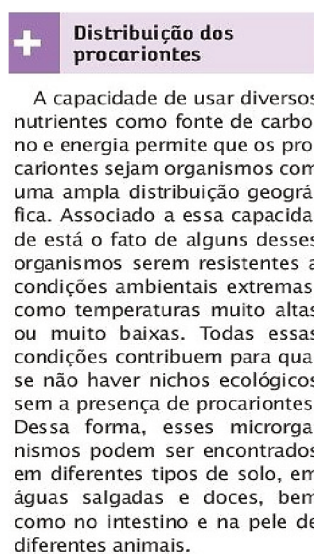 +
Distribuição dos
procariontes
A capacidade de usar diversos
nutrientes como fonte de carbo
no e energia permite que os pro
cariontes sejam organismos com
uma ampla distribuição geográ
fica. Associado a essa capacida
de está o fato de alguns desses
organismos serem resistentes a
condições ambientais extremas
como temperaturas muito altas
ou muito baixas. Todas essas
condições contribuem para qua
se não haver nichos ecológicos
sem a presença de procariontes
Dessa forma, esses microrga
nismos podem ser encontrados
em diferentes tipos de solo, em
águas salgadas e doces, bem
como no intestino e na pele de
diferentes animais.